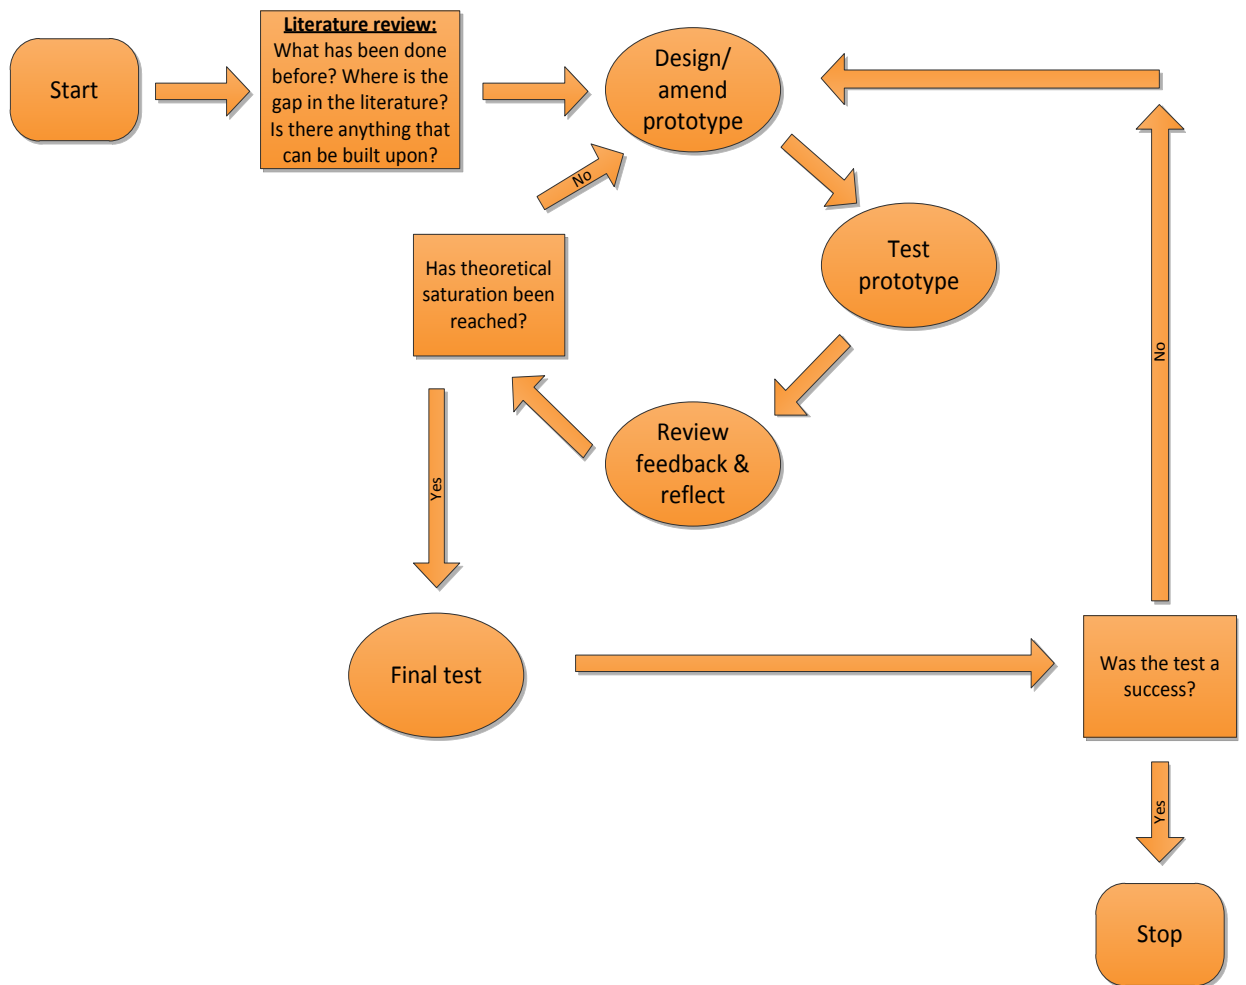 Start
Literature review:
What has been done
before? Where is the
gap in the literature?
Is there anything that
can be built upon?
Design/
amend
prototype
No
Test
prototype
Has theoretical
saturation been
reached?
No
Review
feedback &
reflect
Yes
Final test
Was the test a
success?
Yes
Stop